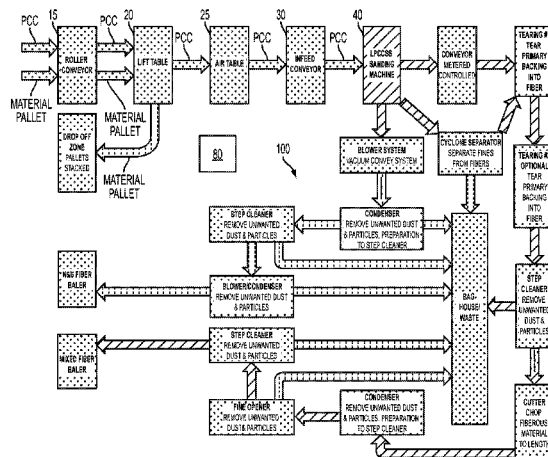 15
20
25
30
40
PCC
PCC
PCC
PCC
PCC
ROLLER
CONVEYOR
LIFT TABLE
AIR TABLE
INFEED
CONVEYOR
LPCCSS
SANDING
MACHINE
CONVEYOR
METERED
CONTROLLED
TEARING #1
TEAR
PRIMARY
BACKING
INTO
FIBER
MATERIAL
PALLET
MATERIAL
PALLET
DROP OFF
ZONE
PALLETS
STACKED
MATERIAL
PALLET
80
100
BLOWER SYSTEM
VACUUM CONVEY SYSTEM
CYCLONE SEPARATOR
SEPARATE FINES
FROM FIBERS
TEARING #2
OPTIONAL
TEAR
PRIMARY
BACKING
INTO
FIBER
STEP CLEANER
REMOVE UNWANTED
DUST & PARTICLES
CONDENSER
REMOVE UNWANTED DUST
& PARTICLES, PREPARATION
TO STEP CLEANER
BAG-
HOUSE/
WASTE
FIBER
BALER
BLOWER/CONDENSER
REMOVE UNWANTED DUST
& PARTICLES
STEP
CLEANER
REMOVE
UNWANTED
DUST &
PARTICLES
MIXED FIBER
BALER
STEP CLEANER
REMOVE UNWANTED
DUST & PARTICLES
FINE OPENER
REMOVE UNWANTED
DUST & PARTICLES
CONDENSER
REMOVE UNWANTED DUST
& PARTICLES, PREPARATION
TO STEP CLEANER
CUTTER
CHOP
FIBEROUS
MATERIAL
TO LENGTH